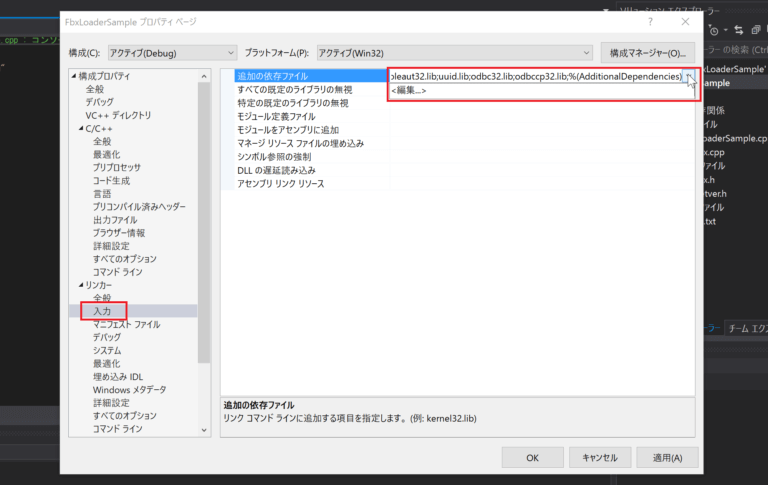 FbxLoaderSample プロパティ ページ
? ×
構成(C): アクティブ(Debug) プラットフォーム(P): アクティブ(Win32) 構成マネージャー(O)...
構成プロパティ
全般
デバッグ
VC++ ディレクトリ
C/C++
全般
最適化
プリプロセッサ
コード生成
言語
プリコンパイル済みヘッダー
出力ファイル
ブラウザー情報
詳細設定
すべてのオプション
コマンド ライン
リンカー
全般
入力
マニフェスト ファイル
デバッグ
システム
最適化
埋め込み IDL
Windows メタデータ
詳細設定
すべてのオプション
コマンド ライン
追加の依存ファイル
oleaut32.lib;uuid.lib;odbc32.lib;odbccp32.lib;%(AdditionalDependencies)
<編集...>
すべての既定のライブラリの無視
特定の既定のライブラリの無視
モジュール定義ファイル
モジュールをアセンブリに追加
マネージ リソース ファイルの埋め込み
シンボル参照の強制
DLL の遅延読み込み
アセンブリ リンク リソース
追加の依存ファイル
リンク コマンド ラインに追加する項目を指定します。(例: kernel32.lib)
OK キャンセル 適用(A)
cpp : コンソ
ソリューション エクスプローラー
ーラー の検索 (Ctrl
xLoaderSample'
ample
関係
イル
LoaderSample.cp
x.cpp
ファイル
x.h
etver.h
ァイル
.txt
ーラー チーム エクス